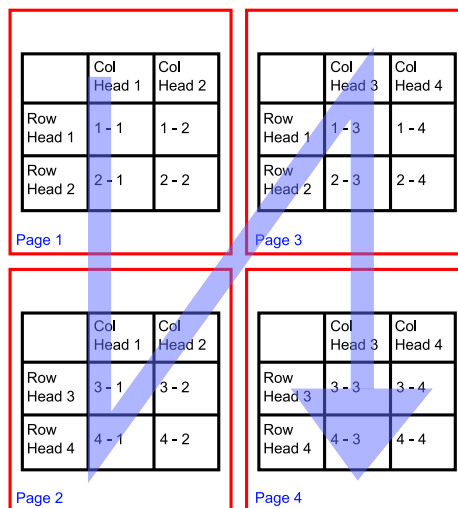 Col Head 1
Col Head 2
Row Head 1
1 - 1
1 - 2
Row Head 2
2 - 1
2 - 2
Page 1
Col Head 1
Col Head 2
Row Head 3
3 - 1
3 - 2
Row Head 4
4 - 1
4 - 2
Page 2
Col Head 3
Col Head 4
Row Head 1
1 - 3
1 - 4
Row Head 2
2 - 3
2 - 4
Page 3
Col Head 3
Col Head 4
Row Head 3
3 - 3
3 - 4
Row Head 4
4 - 3
4 - 4
Page 4